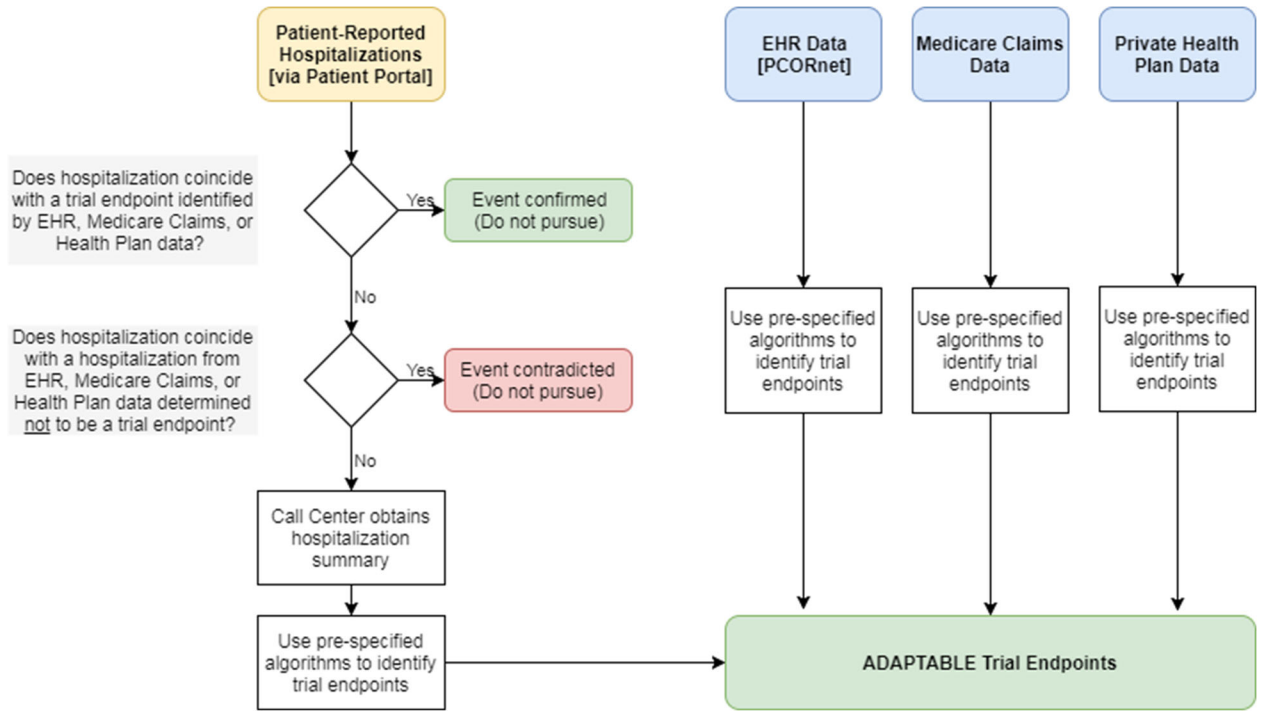 Patient-Reported
Hospitalizations
[via Patient Portal]
EHR Data
[PCORnet]
Medicare Claims
Data
Private Health
Plan Data
Does hospitalization coincide
with a trial endpoint identified
by EHR, Medicare Claims, or
Health Plan data?
Yes
Event confirmed
(Do not pursue)
No
Does hospitalization coincide
with a hospitalization from
EHR, Medicare Claims, or
Health Plan data determined
not to be a trial endpoint?
Yes
Event contradicted
(Do not pursue)
No
Call Center obtains
hospitalization
summary
Use pre-specified
algorithms to identify
trial endpoints
Use pre-specified
algorithms to
identify trial
endpoints
Use pre-specified
algorithms to
identify trial
endpoints
Use pre-specified
algorithms to
identify trial
endpoints
ADAPTABLE Trial Endpoints